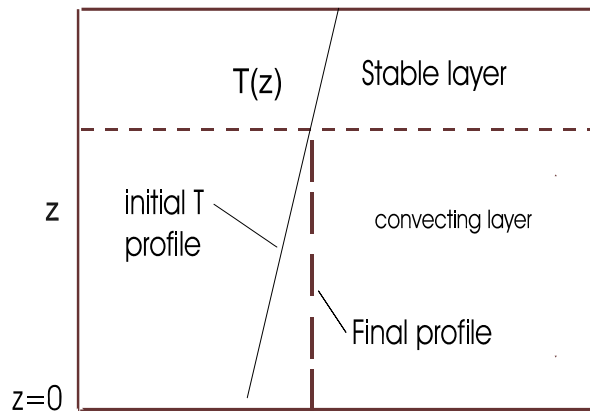 T(z)
Stable layer
z
initial T
profile
convecting layer
Final profile
z=0